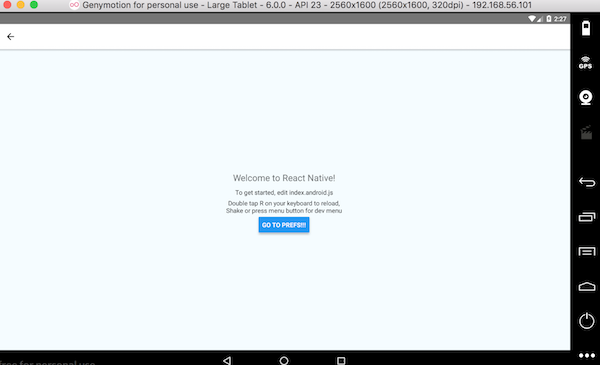 Genymotion for personal use - Large Tablet - 6.0.0 - API 23 - 2560x1600 (2560x1600, 320dpi) - 192.168.56.101
2:27
GPS
Welcome to React Native!
To get started, edit index.android.js
Double tap R on your keyboard to reload,
Shake or press menu button for dev menu
GO TO PREFS!!!
free for personal use